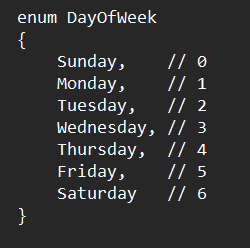 enum DayOfWeek
{
    Sunday,    // 0
    Monday,    // 1
    Tuesday,   // 2
    Wednesday, // 3
    Thursday,  // 4
    Friday,    // 5
    Saturday   // 6
}